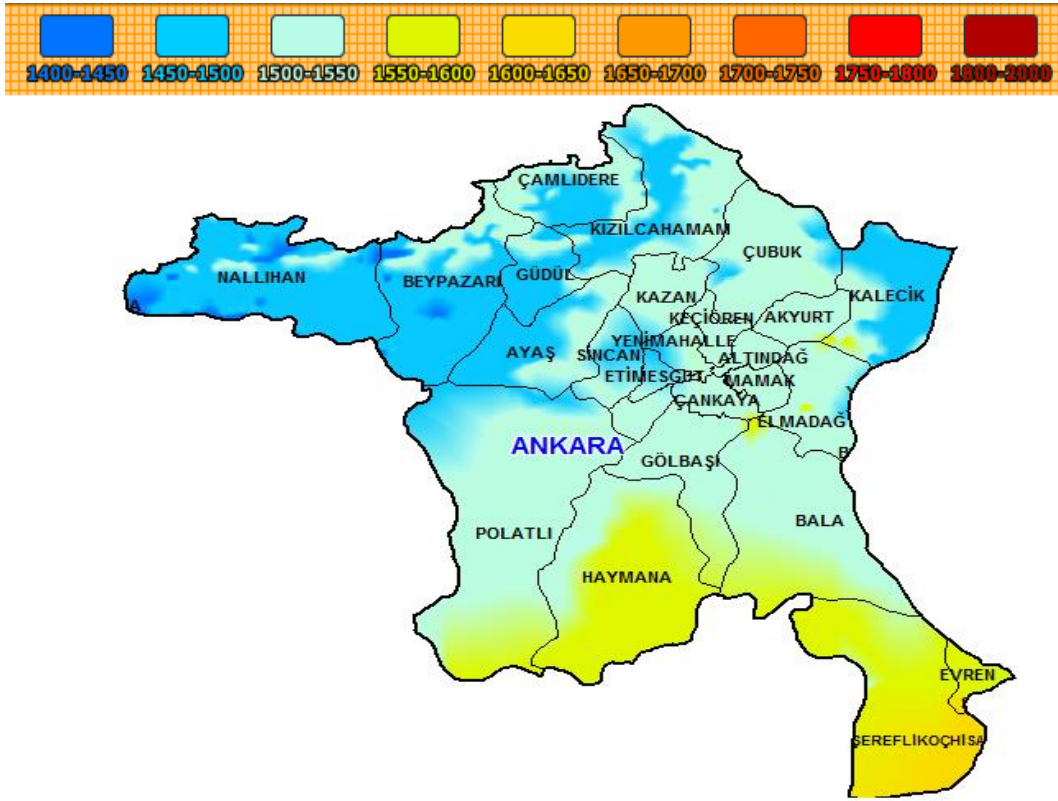 1400-1450 1450-1500 1500-1550 1550-1600 1600-1650 1650-1700 1700-1750 1750-1800 1800-2000
ÇAMLIDERE
KIZILCAHAMAM
ÇUBUK
NALLIHAN
BEYPAZARI
GÜDÜL
KAZAN
KALECİK
A
KEÇİÖREN
AKYURT
AYAŞ
SİNCAN
YENİMAHALLE
ALTINDAĞ
ETİMESGUT
MAMAK
Y
ÇANKAYA
ELMADAĞ
ANKARA
GÖLBAŞI
B
POLATLI
BALA
HAYMANA
EVREN
ŞEREFLİKOÇHİSA